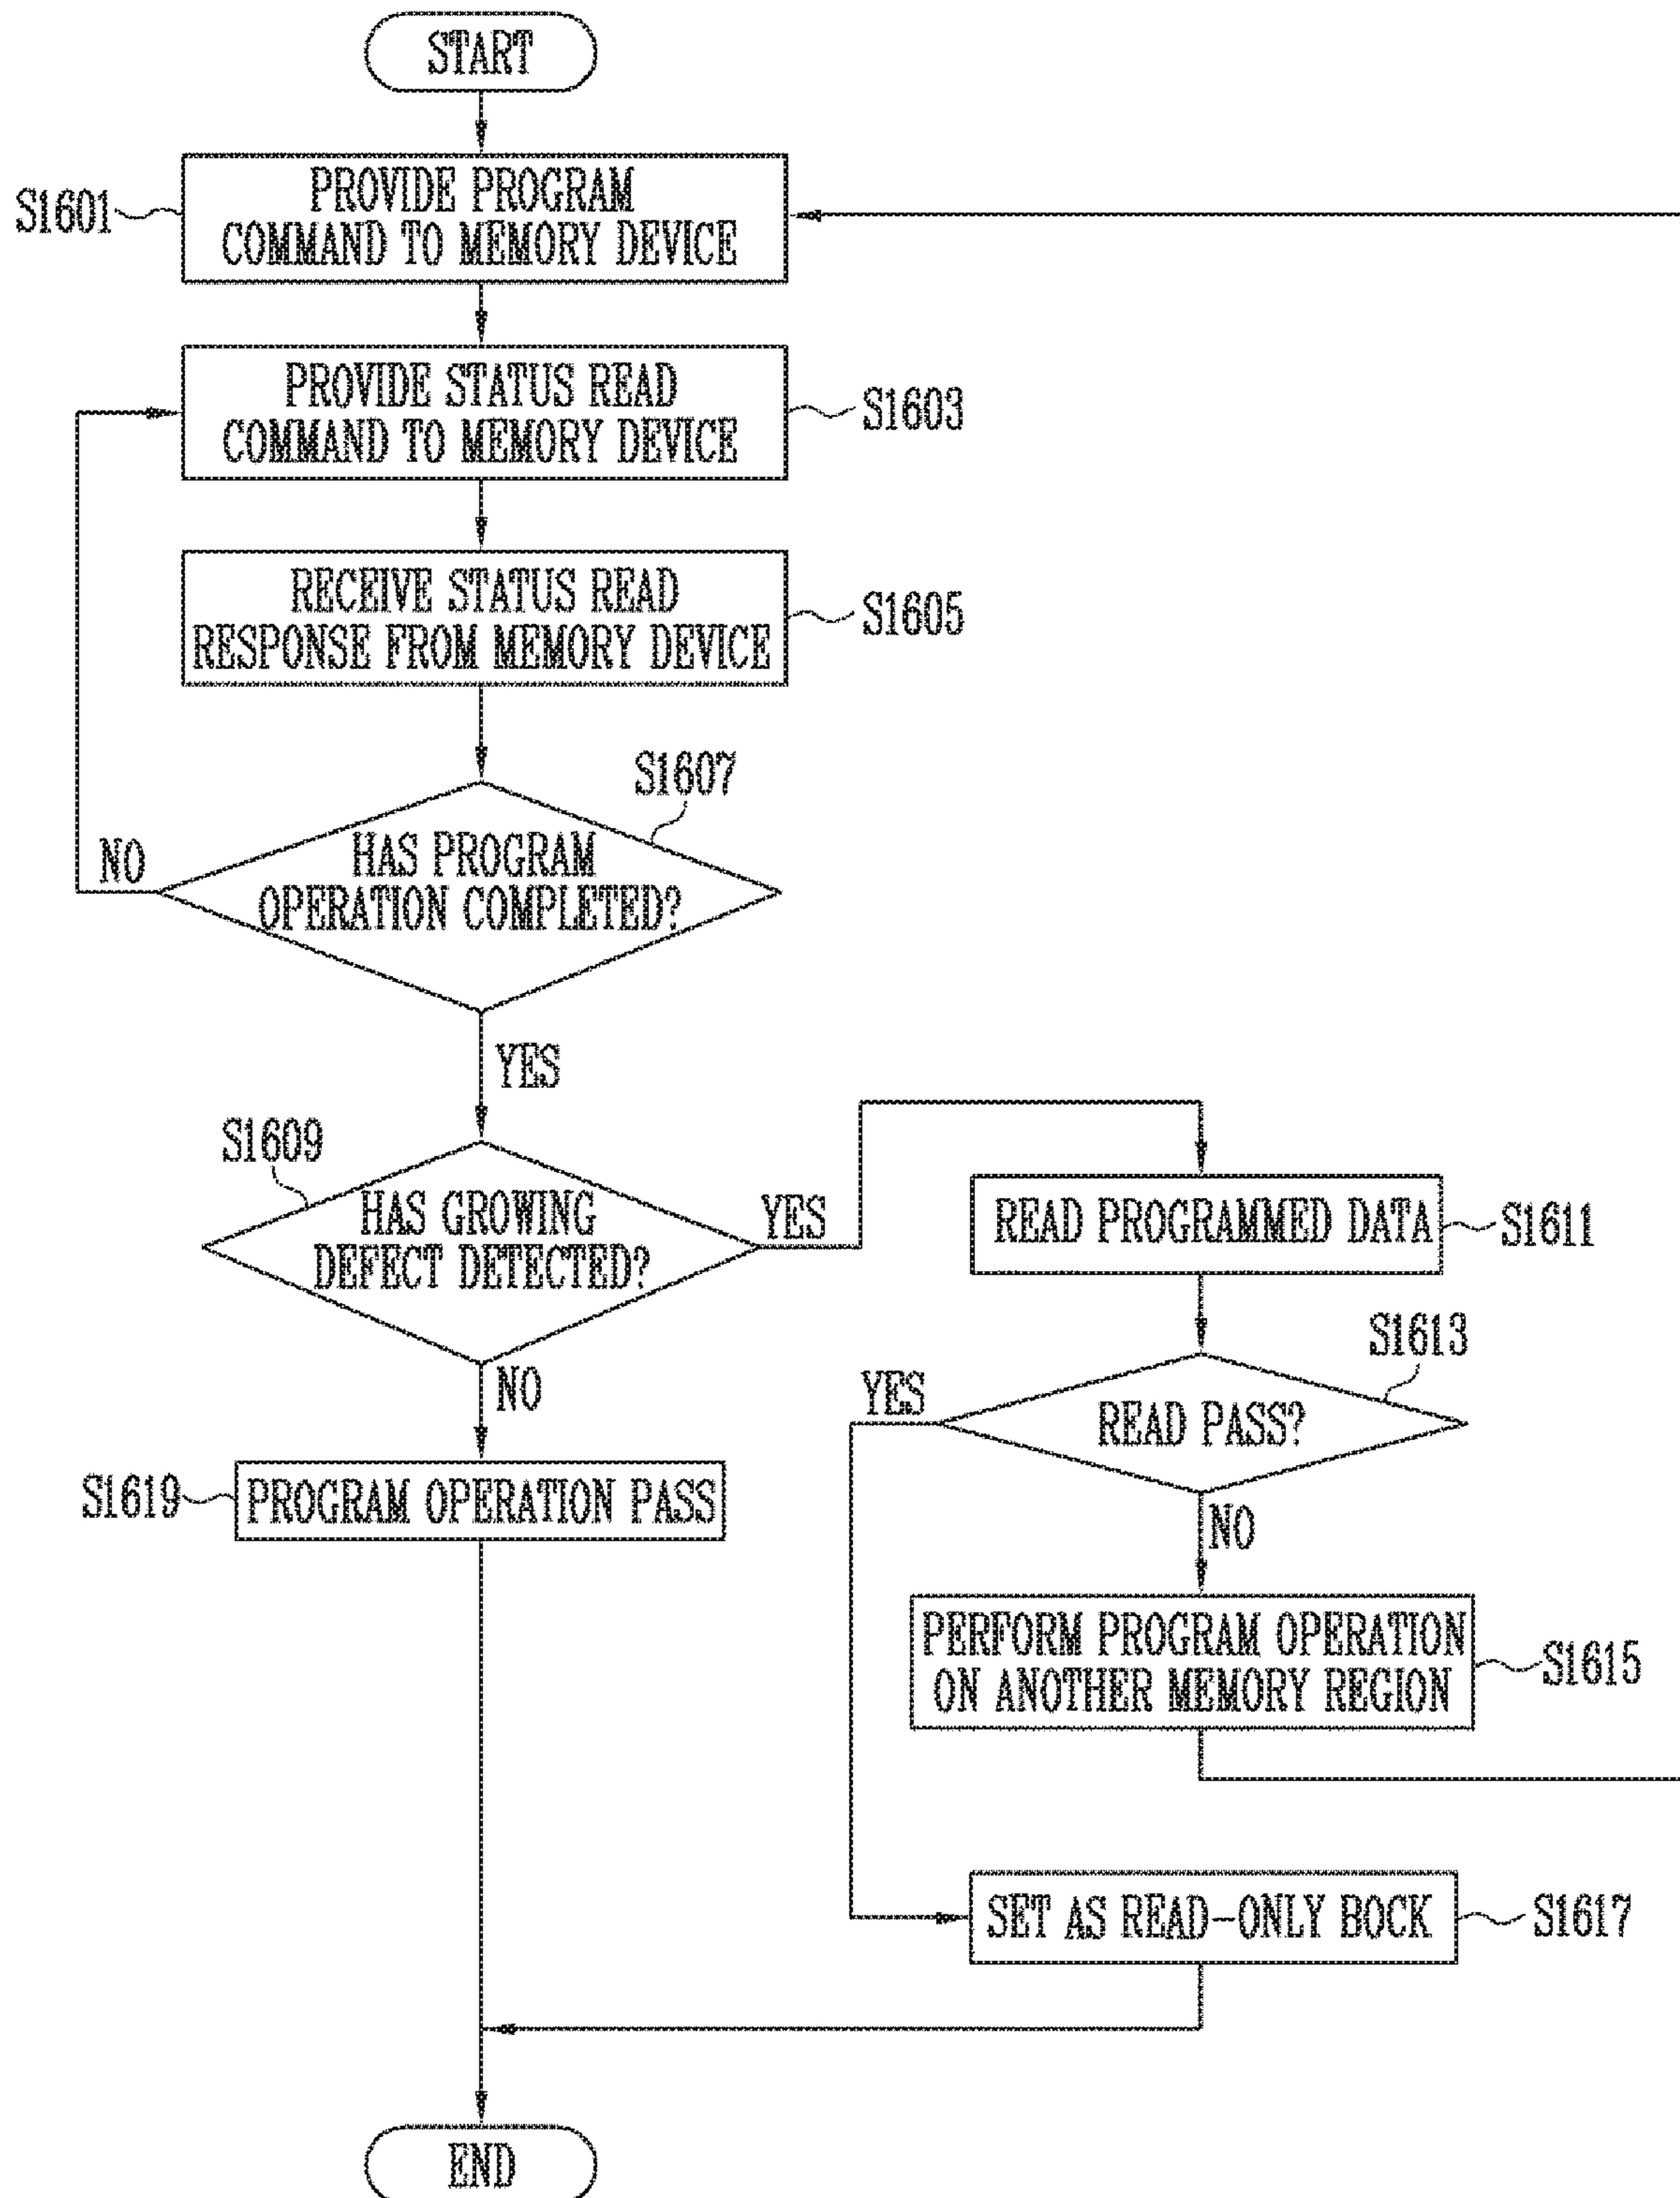 START
S1601
PROVIDE PROGRAM
COMMAND TO MEMORY DEVICE
PROVIDE STATUS READ
COMMAND TO MEMORY DEVICE
S1603
RECEIVE STATUS READ
RESPONSE FROM MEMORY DEVICE
S1605
S1607
HAS PROGRAM
OPERATION COMPLETED?
NO
YES
S1609
HAS GROWING
DEFECT DETECTED?
YES
READ PROGRAMMED DATA
S1611
S1613
READ PASS?
YES
NO
NO
S1619
PROGRAM OPERATION PASS
PERFORM PROGRAM OPERATION
ON ANOTHER MEMORY REGION
S1615
SET AS READ-ONLY BOCK
S1617
END